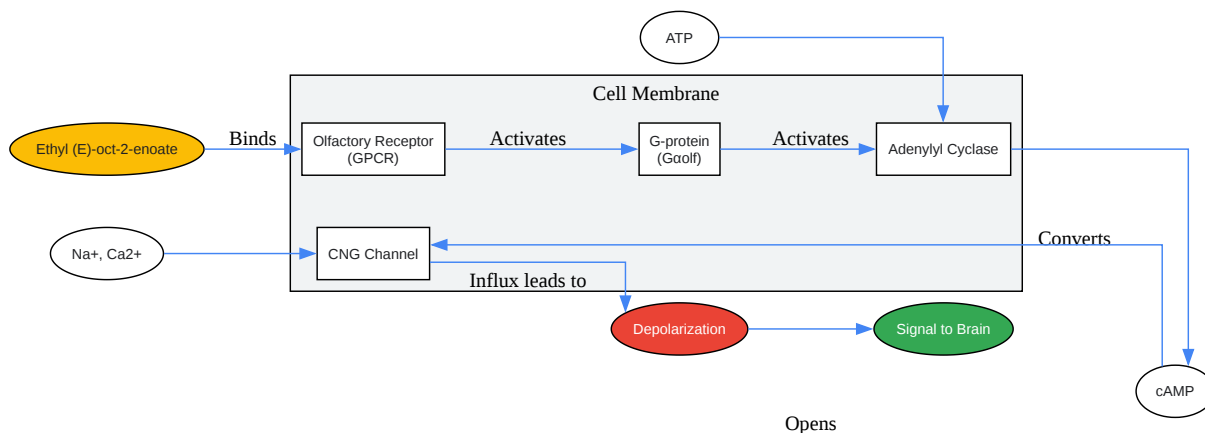 ATP
Cell Membrane
Ethyl (E)-oct-2-enoate
Binds
Olfactory Receptor
(GPCR)
Activates
G-protein
(Gαolf)
Activates
Adenylyl Cyclase
Na+, Ca2+
CNG Channel
Converts
Influx leads to
Depolarization
Signal to Brain
cAMP
Opens